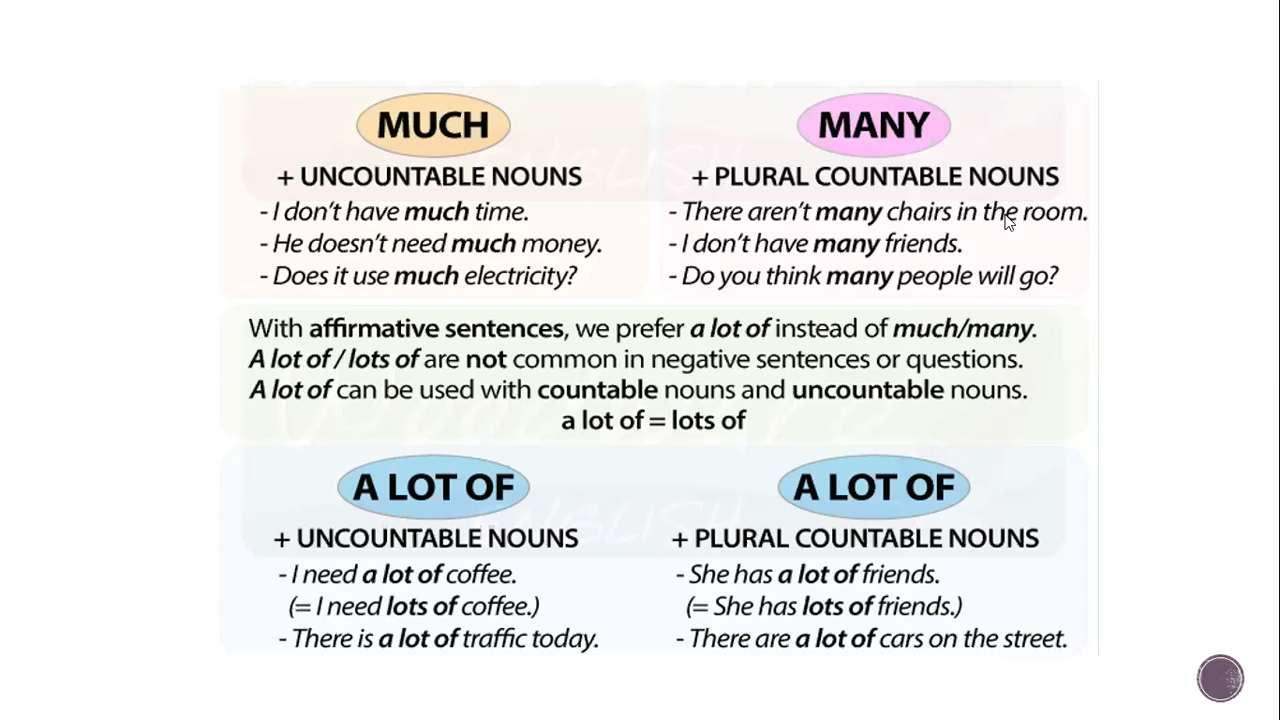 MUCH
+ UNCOUNTABLE NOUNS
- I don't have much time.
- He doesn't need much money.
- Does it use much electricity?
MANY
+ PLURAL COUNTABLE NOUNS
- There aren't many chairs in the room.
- I don't have many friends.
- Do you think many people will go?
With affirmative sentences, we prefer a lot of instead of much/many.
A lot of / lots of are not common in negative sentences or questions.
A lot of can be used with countable nouns and uncountable nouns.
a lot of = lots of
A LOT OF
+ UNCOUNTABLE NOUNS
- I need a lot of coffee.
(= I need lots of coffee.)
- There is a lot of traffic today.
A LOT OF
+ PLURAL COUNTABLE NOUNS
- She has a lot of friends.
(= She has lots of friends.)
- There are a lot of cars on the street.